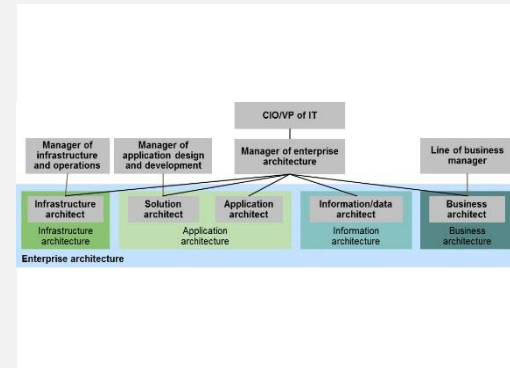 CIO/VP of IT
Manager of
infrastructure
and operations
Manager of
application design
and development
Manager of enterprise
architecture
Line of business
manager
Infrastructure
architect
Solution
architect
Application
architect
Information/data
architect
Business
architect
Infrastructure
architecture
Application
architecture
Information
architecture
Business
architecture
Enterprise architecture